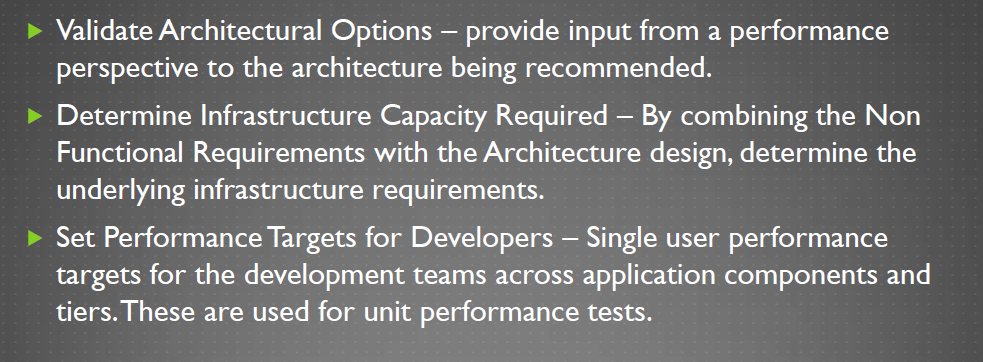 Validate Architectural Options – provide input from a performance
perspective to the architecture being recommended.
Determine Infrastructure Capacity Required – By combining the Non
Functional Requirements with the Architecture design, determine the
underlying infrastructure requirements.
Set Performance Targets for Developers – Single user performance
targets for the development teams across application components and
tiers. These are used for unit performance tests.